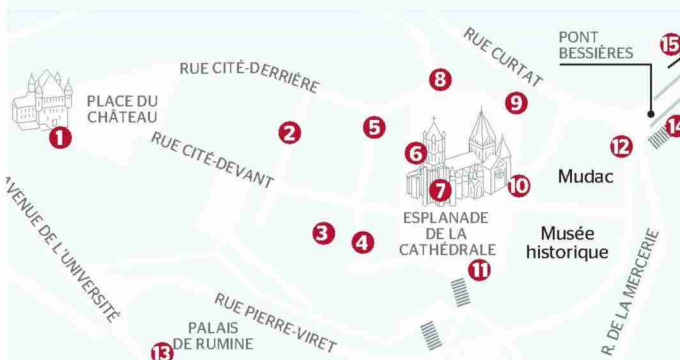 RUE CURTAT
PONT
BESSIÈRES
15
RUE CITÉ-DERRIÈRE
8
9
PLACE DU
CHÂTEAU
1
2
5
14
6
12
RUE CITÉ-DEVANT
7
10
Mudac
ESPLANADE
DE LA
CATHÉDRALE
3
4
Musée
historique
AVENUE DE L'UNIVERSITÉ
11
R. DE LA MERCERIE
RUE PIERRE-VIRET
PALAIS
DE RUMINE
13